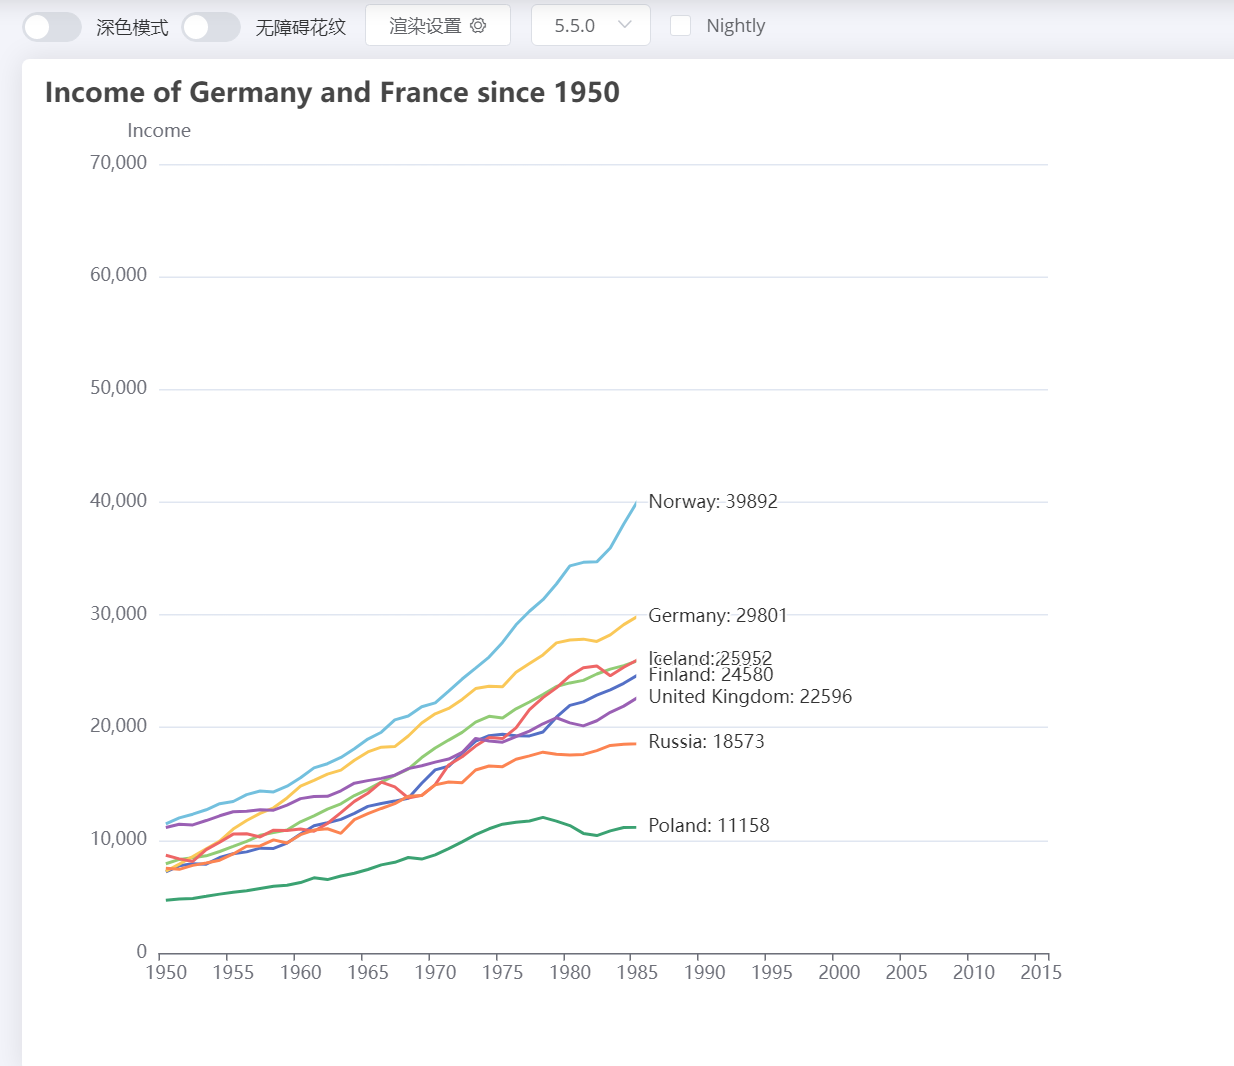 深色模式 无障碍花纹 渲染设置 5.5.0 Nightly
Income of Germany and France since 1950
Income
70,000
60,000
50,000
40,000
Norway: 39892
30,000
Germany: 29801
Iceland: 25952
Finland: 24580
United Kingdom: 22596
20,000
Russia: 18573
10,000
Poland: 11158
0
1950 1955 1960 1965 1970 1975 1980 1985 1990 1995 2000 2005 2010 2015